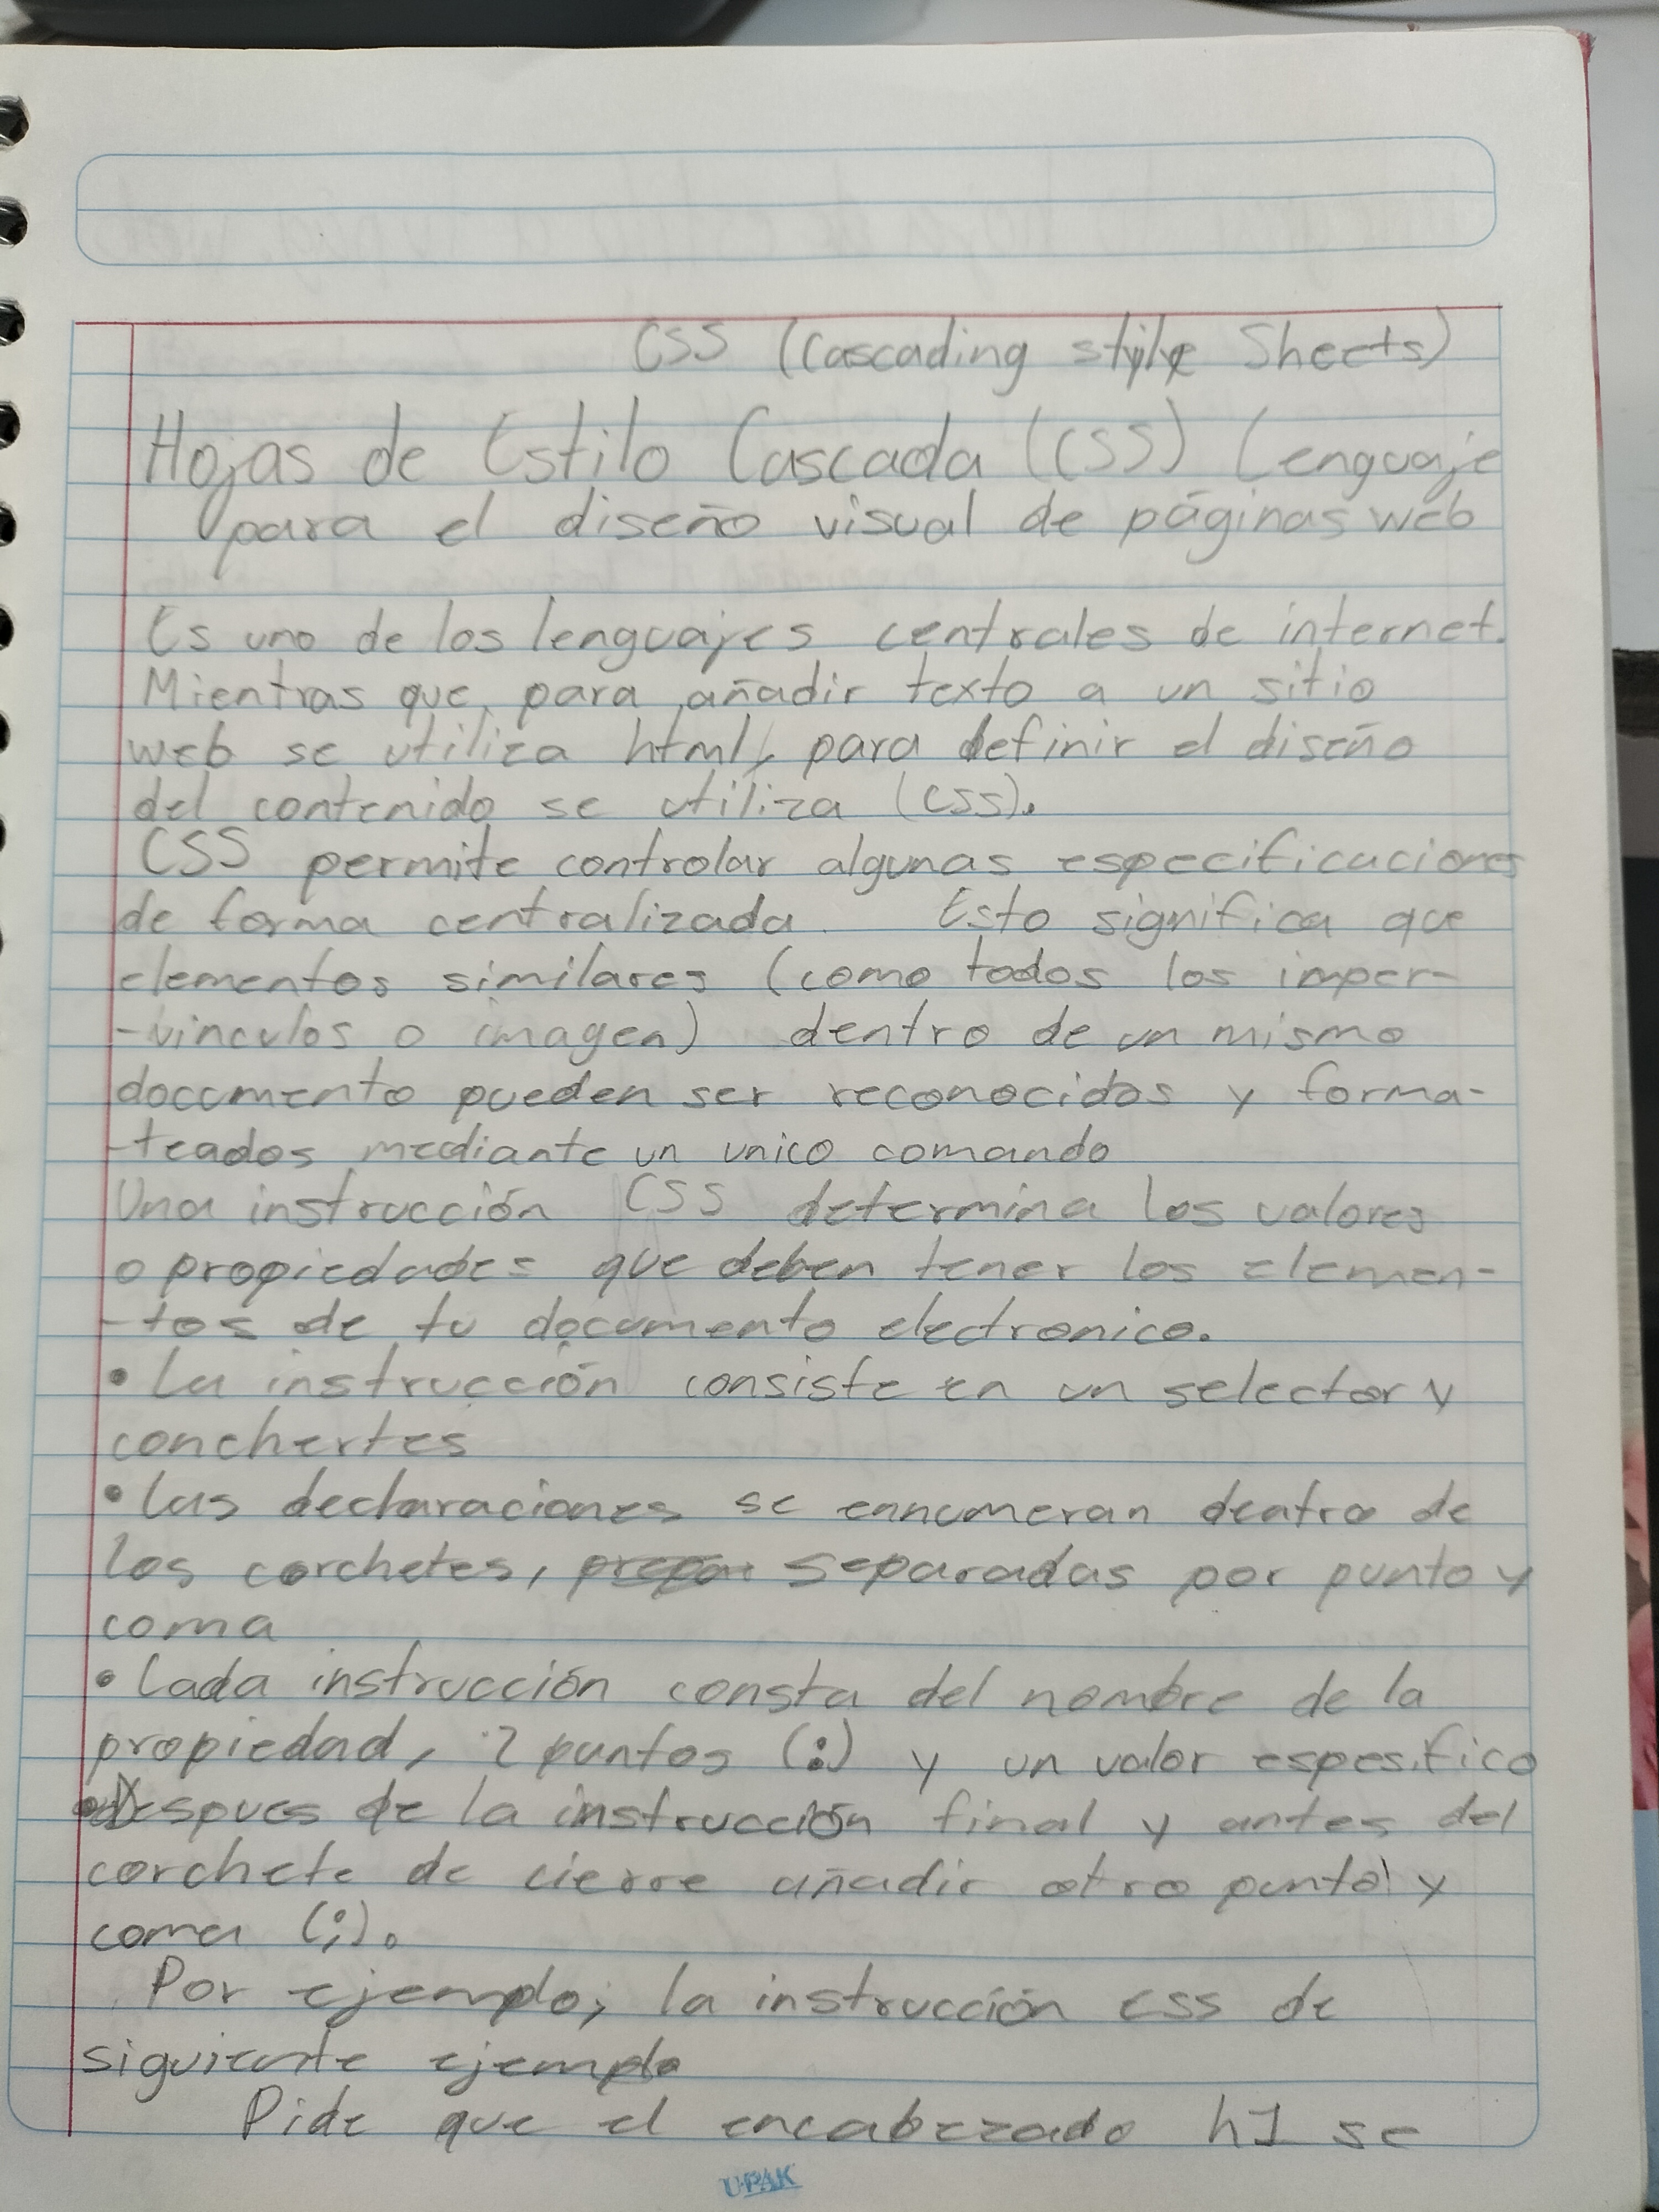 CSS (Cascading style Sheets)
Hojas de Estilo Cascada (CSS) Lenguaje
para el diseño visual de páginas web
Es uno de los lenguajes centrales de internet.
Mientras que, para añadir texto a un sitio
web se utiliza html, para definir el diseño
del contenido se utiliza (CSS).
CSS permite controlar algunas especificaciones
de forma centralizada. Esto significa que
elementos similares (como todos los imper-
-vinculos o imagen) dentro de un mismo
documento pueden ser reconocidos y forma-
-teados mediante un unico comando
Una instrucción CSS determina los valores
o propiedades que deben tener los elemen-
-tos de tu documento electronico.
• La instrucción consiste en un selector y
conchertes
• Las declaraciones se ennumeran dentro de
los corchetes, separadas por punto y
coma
• Cada instrucción consta del nombre de la
propiedad, 2 puntos (:) y un valor espesifico
• Despues de la instrucción final y antes del
corchete de cierre añadir otro punto y
coma (;).
Por ejemplo; la instrucción css de
siguiente ejemplo
Pide que el encabezado h1 se
UPAK